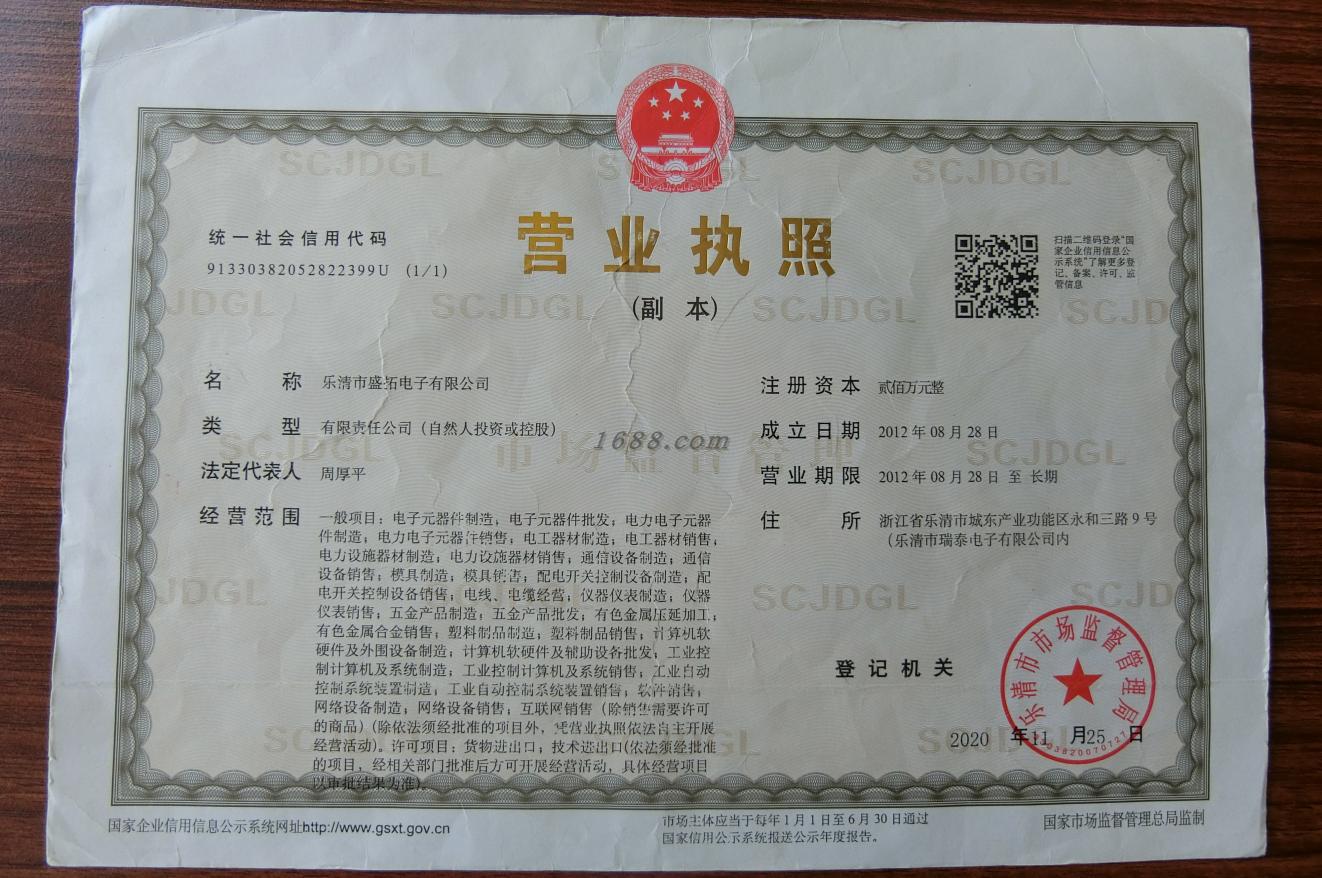 营业执照
(副 本)
统一社会信用代码
91330382052822399U (1/1)
扫描二维码登录“国
家企业信用信息公
示系统”了解更多登
记、备案、许可、监
管信息
名 称 乐清市盛拓电子有限公司
类 型 有限责任公司（自然人投资或控股）
法定代表人 周厚平
经营范围 一般项目：电子元器件制造；电子元器件批发；电力电子元器
件制造；电力电子元器件销售；电工器材制造；电工器材销售；
电力设施器材制造；电力设施器材销售；通信设备制造；通信
设备销售；模具制造；模具销售；配电开关控制设备制造；配
电开关控制设备销售；电线、电缆经营；仪器仪表制造；仪器
仪表销售；五金产品制造；五金产品批发；有色金属压延加工；
有色金属合金销售；塑料制品制造；塑料制品销售；计算机软
硬件及外围设备制造；计算机软硬件及辅助设备批发；工业控
制计算机及系统制造；工业控制计算机及系统销售；工业自动
控制系统装置制造；工业自动控制系统装置销售；软件销售；
网络设备制造；网络设备销售；互联网销售（除销售需要许可
的商品）(除依法须经批准的项目外，凭营业执照依法自主开展
经营活动)。许可项目：货物进出口；技术进出口(依法须经批准
的项目，经相关部门批准后方可开展经营活动，具体经营项目
以审批结果为准)。
注册资本 贰佰万元整
成立日期 2012 年 08 月 28 日
营业期限 2012 年 08 月 28 日 至 长期
住 所 浙江省乐清市城东产业功能区永和三路 9 号
（乐清市瑞泰电子有限公司内
1688.com
市场监督管理
SCJDGL
登记机关
乐清市市场监督管理局
2020 年 11 月 25 日
国家企业信用信息公示系统网址http://www.gsxt.gov.cn
市场主体应当于每年 1 月 1 日至 6 月 30 日通过
国家信用公示系统报送公示年度报告。
国家市场监督管理总局监制